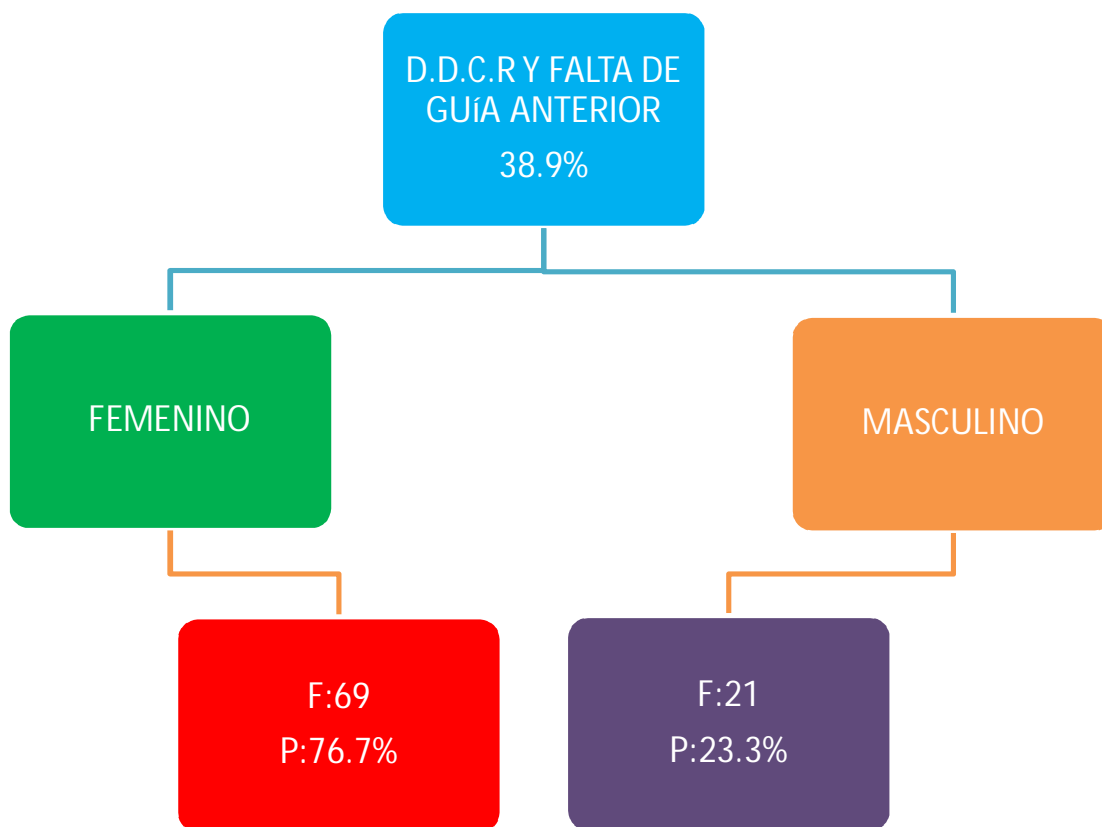 D.D.C.R Y FALTA DE
GUíA ANTERIOR
38.9%
FEMENINO
MASCULINO
F:69
P:76.7%
F:21
P:23.3%